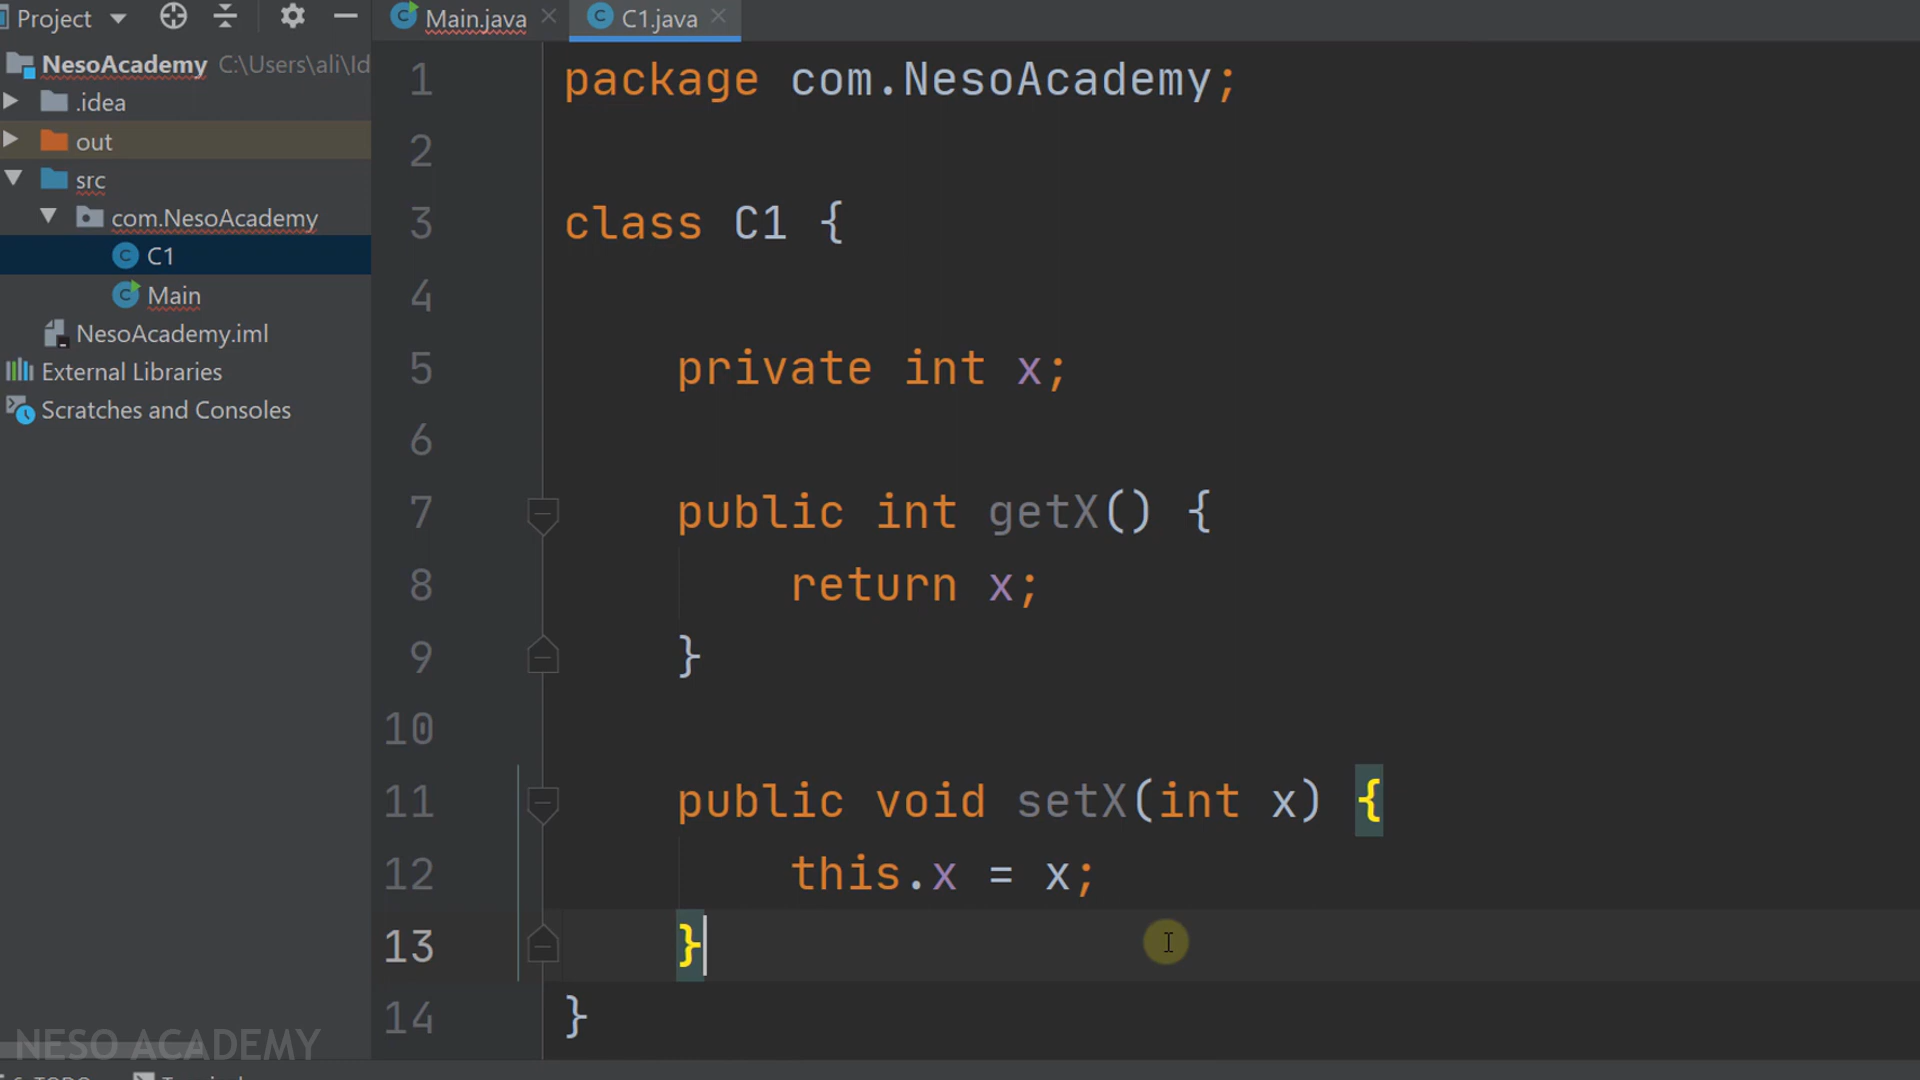 Project
Main.java
C1.java
NesoAcademy C:\Users\ali\Id
.idea
out
src
com.NesoAcademy
C1
Main
NesoAcademy.iml
External Libraries
Scratches and Consoles
1 package com.NesoAcademy;
2
3 class C1 {
4
5 private int x;
6
7 public int getX() {
8 return x;
9 }
10
11 public void setX(int x) {
12 this.x = x;
13 }
14 }
NESO ACADEMY